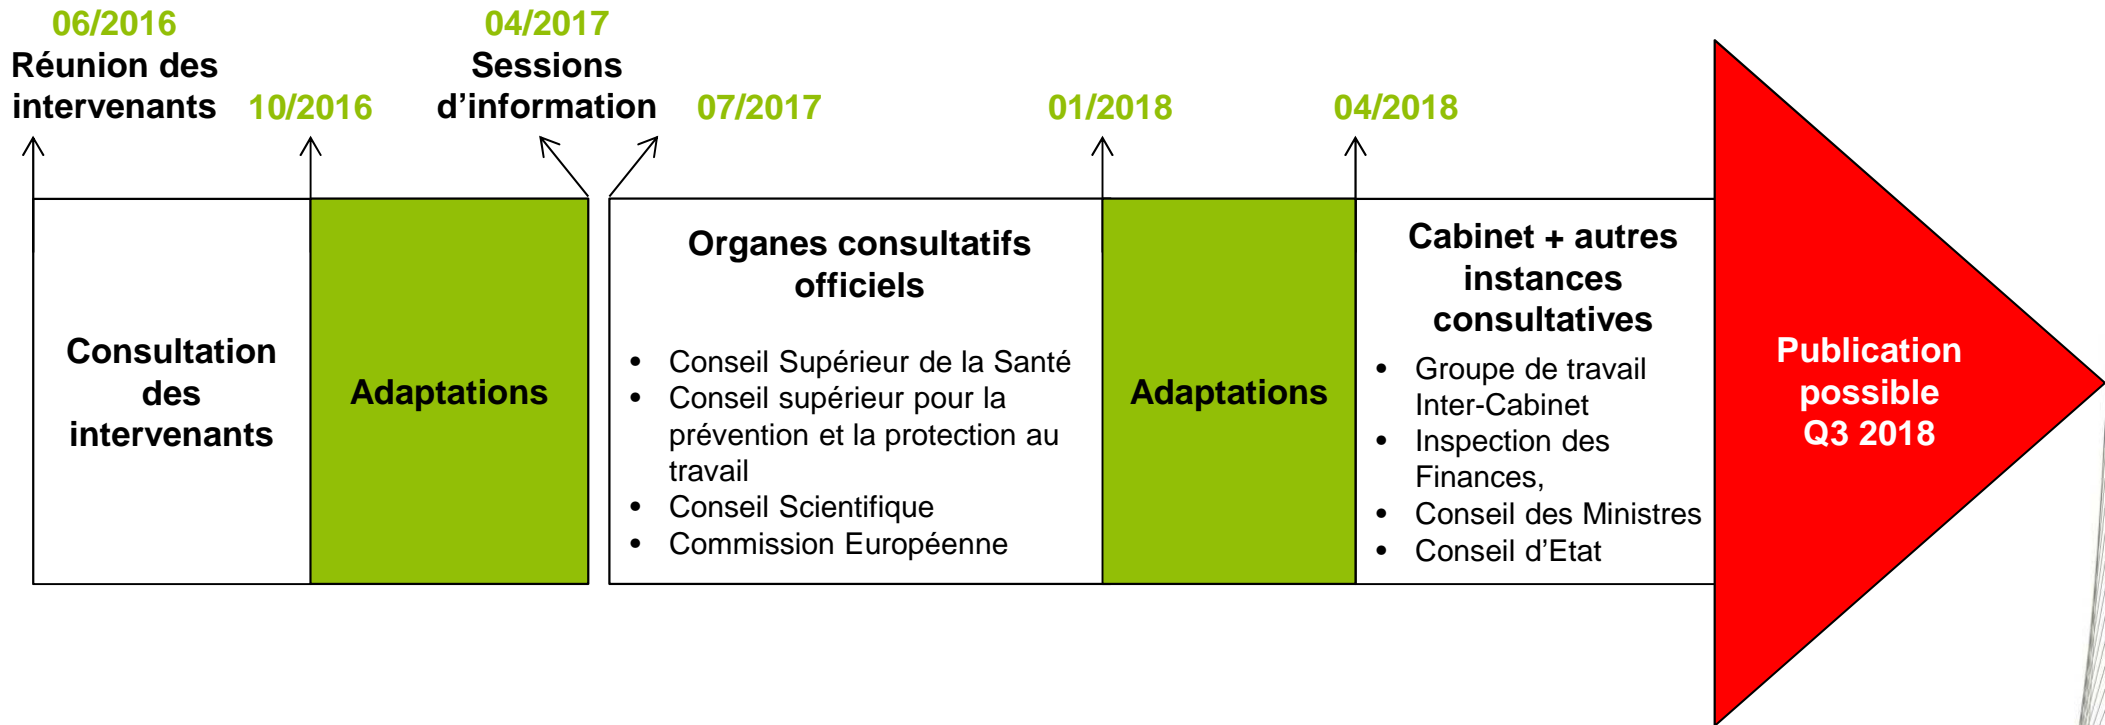 06/2016
Réunion des
intervenants
10/2016
04/2017
Sessions
d’information
07/2017
01/2018
04/2018
Consultation
des
intervenants
Adaptations
Organes consultatifs
officiels
• Conseil Supérieur de la Santé
• Conseil supérieur pour la
prévention et la protection au
travail
• Conseil Scientifique
• Commission Européenne
Adaptations
Cabinet + autres
instances
consultatives
• Groupe de travail
Inter-Cabinet
• Inspection des
Finances,
• Conseil des Ministres
• Conseil d’Etat
Publication
possible
Q3 2018